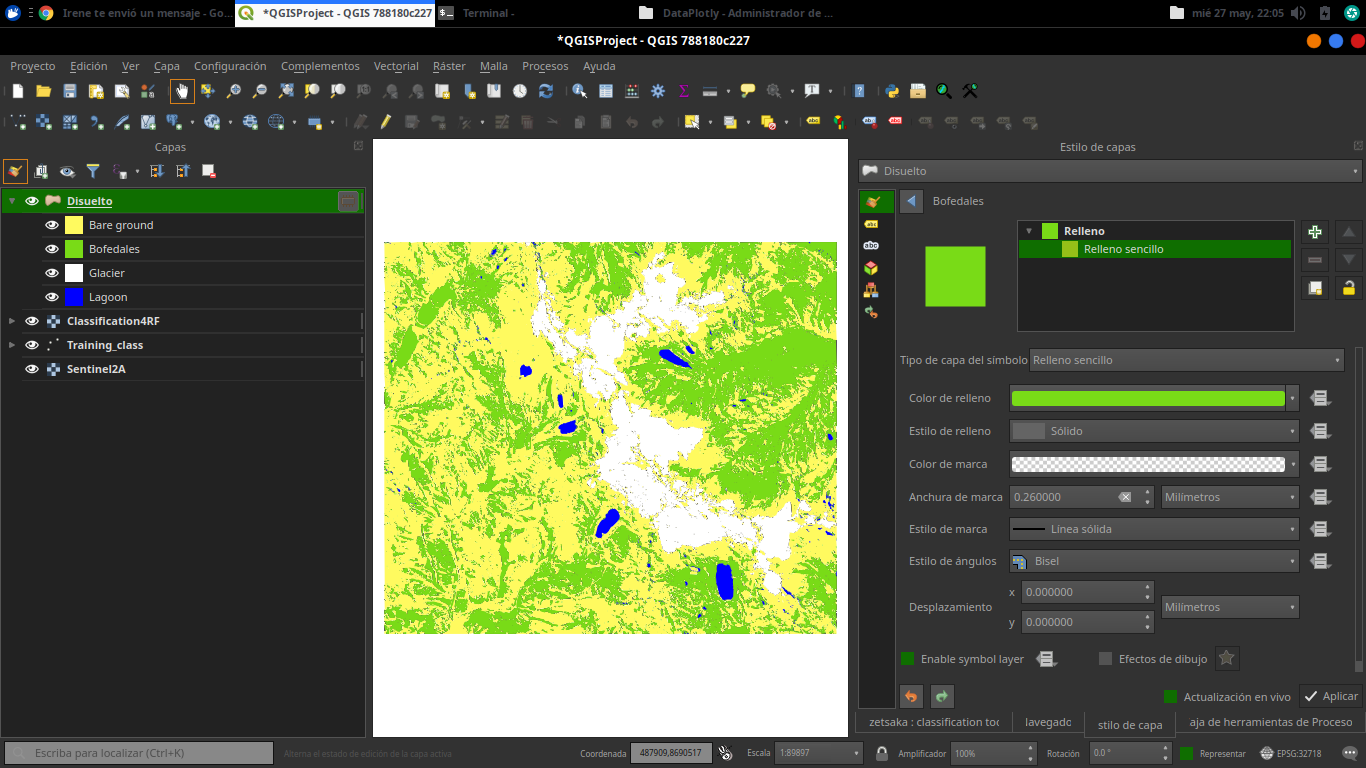 Irene te envió un mensaje - Go...
*QGISProject - QGIS 788180c227
Terminal -
DataPlotly - Administrador de ...
mié 27 may, 22:05
*QGISProject - QGIS 788180c227
Proyecto Edición Ver Capa Configuración Complementos Vectorial Ráster Malla Procesos Ayuda
Capas
Disuelto
Bare ground
Bofedales
Glacier
Lagoon
Classification4RF
Training_class
Sentinel2A
Estilo de capas
Disuelto
Bofedales
Relleno
Relleno sencillo
Tipo de capa del símbolo Relleno sencillo
Color de relleno
Estilo de relleno Sólido
Color de marca
Anchura de marca 0.260000 Milímetros
Estilo de marca Línea sólida
Estilo de ángulos Bisel
Desplazamiento x 0.000000 Milímetros
y 0.000000
Enable symbol layer Efectos de dibujo
Actualización en vivo Aplicar
zetsaka : classification too lavegado stilo de capa aja de herramientas de Proceso
Escriba para localizar (Ctrl+K) Alterna el estado de edición de la capa activa Coordenada 487909,8690517 Escala 1:89897 Amplificador 100% Rotación 0.0 ° Representar EPSG:32718